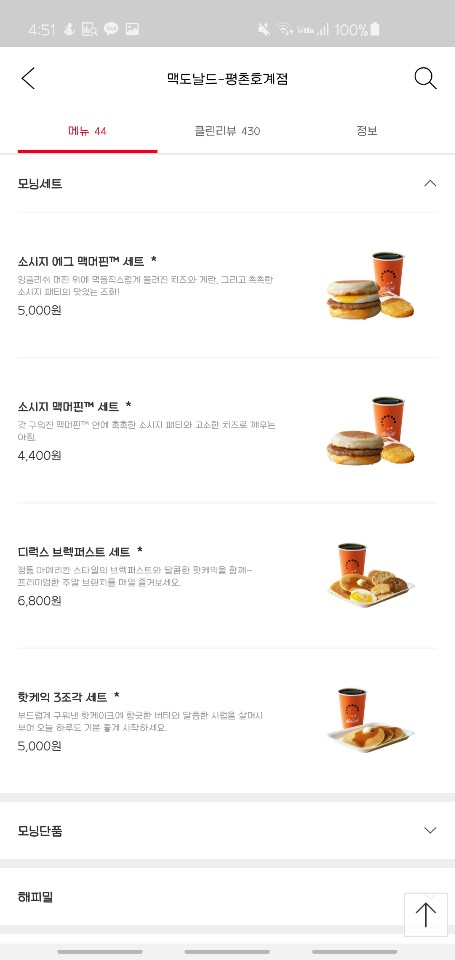 4:51
100%
맥도날드-평촌호계점
메뉴 44
클린리뷰 430
정보
모닝세트
소시지 에그 맥머핀™ 세트 *
잉글리쉬 머핀 위에 먹음직스럽게 올려진 치즈와 계란, 그리고 촉촉한
소시지 패티의 맛있는 조화!
5,000원
소시지 맥머핀™ 세트 *
갓 구워진 맥머핀™ 안에 촉촉한 소시지 패티와 고소한 치즈로 깨우는
아침.
4,400원
디럭스 브렉퍼스트 세트 *
정통 아메리칸 스타일의 브렉퍼스트와 달콤한 핫케익을 함께~
프리미엄한 주말 브런치를 매일 즐겨보세요.
6,800원
핫케익 3조각 세트 *
부드럽게 구워낸 핫케이크에 향긋한 버터와 달콤한 시럽을 살며시
부어 오늘 하루도 기분 좋게 시작하세요.
5,000원
모닝단품
해피밀